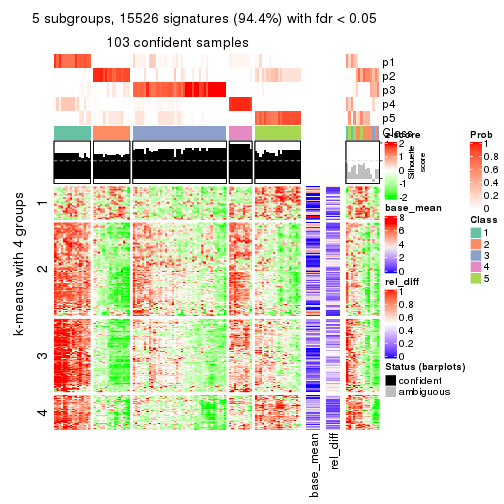 5 subgroups, 15526 signatures (94.4%) with fdr < 0.05
103 confident samples
p1
p2
p3
p4
p5
Class
Silhouette score
k-means with 4 groups
1
2
3
4
base_mean
rel_diff
z-score
2
1
0
-1
-2
base_mean
8
6
4
2
0
rel_diff
1
0.8
0.6
0.4
0.2
0
Status (barplots)
confident
ambiguous
Prob
1
0.8
0.6
0.4
0.2
0
Class
1
2
3
4
5